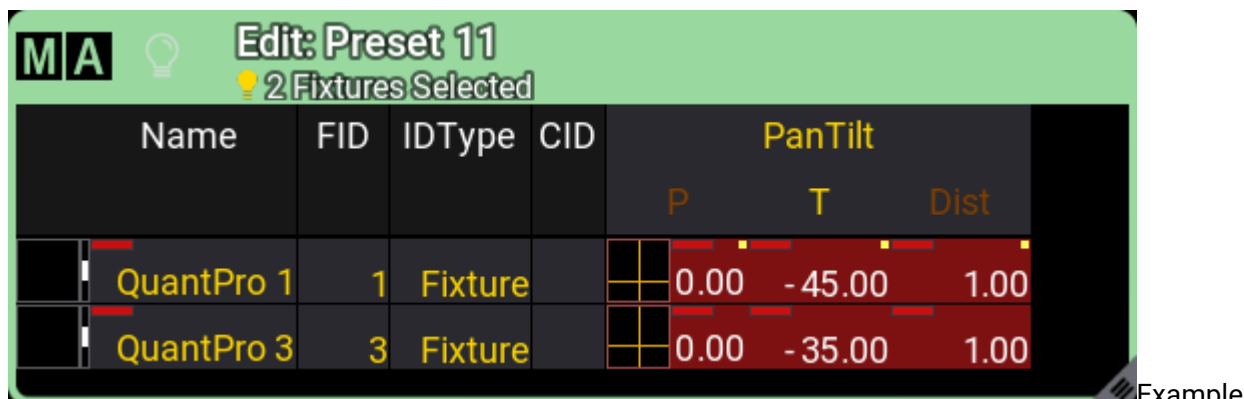 MA Edit: Preset 11
2 Fixtures Selected
Name FID IDType CID PanTilt
P T Dist
QuantPro 1 1 Fixture 0.00 -45.00 1.00
QuantPro 3 3 Fixture 0.00 -35.00 1.00
Example